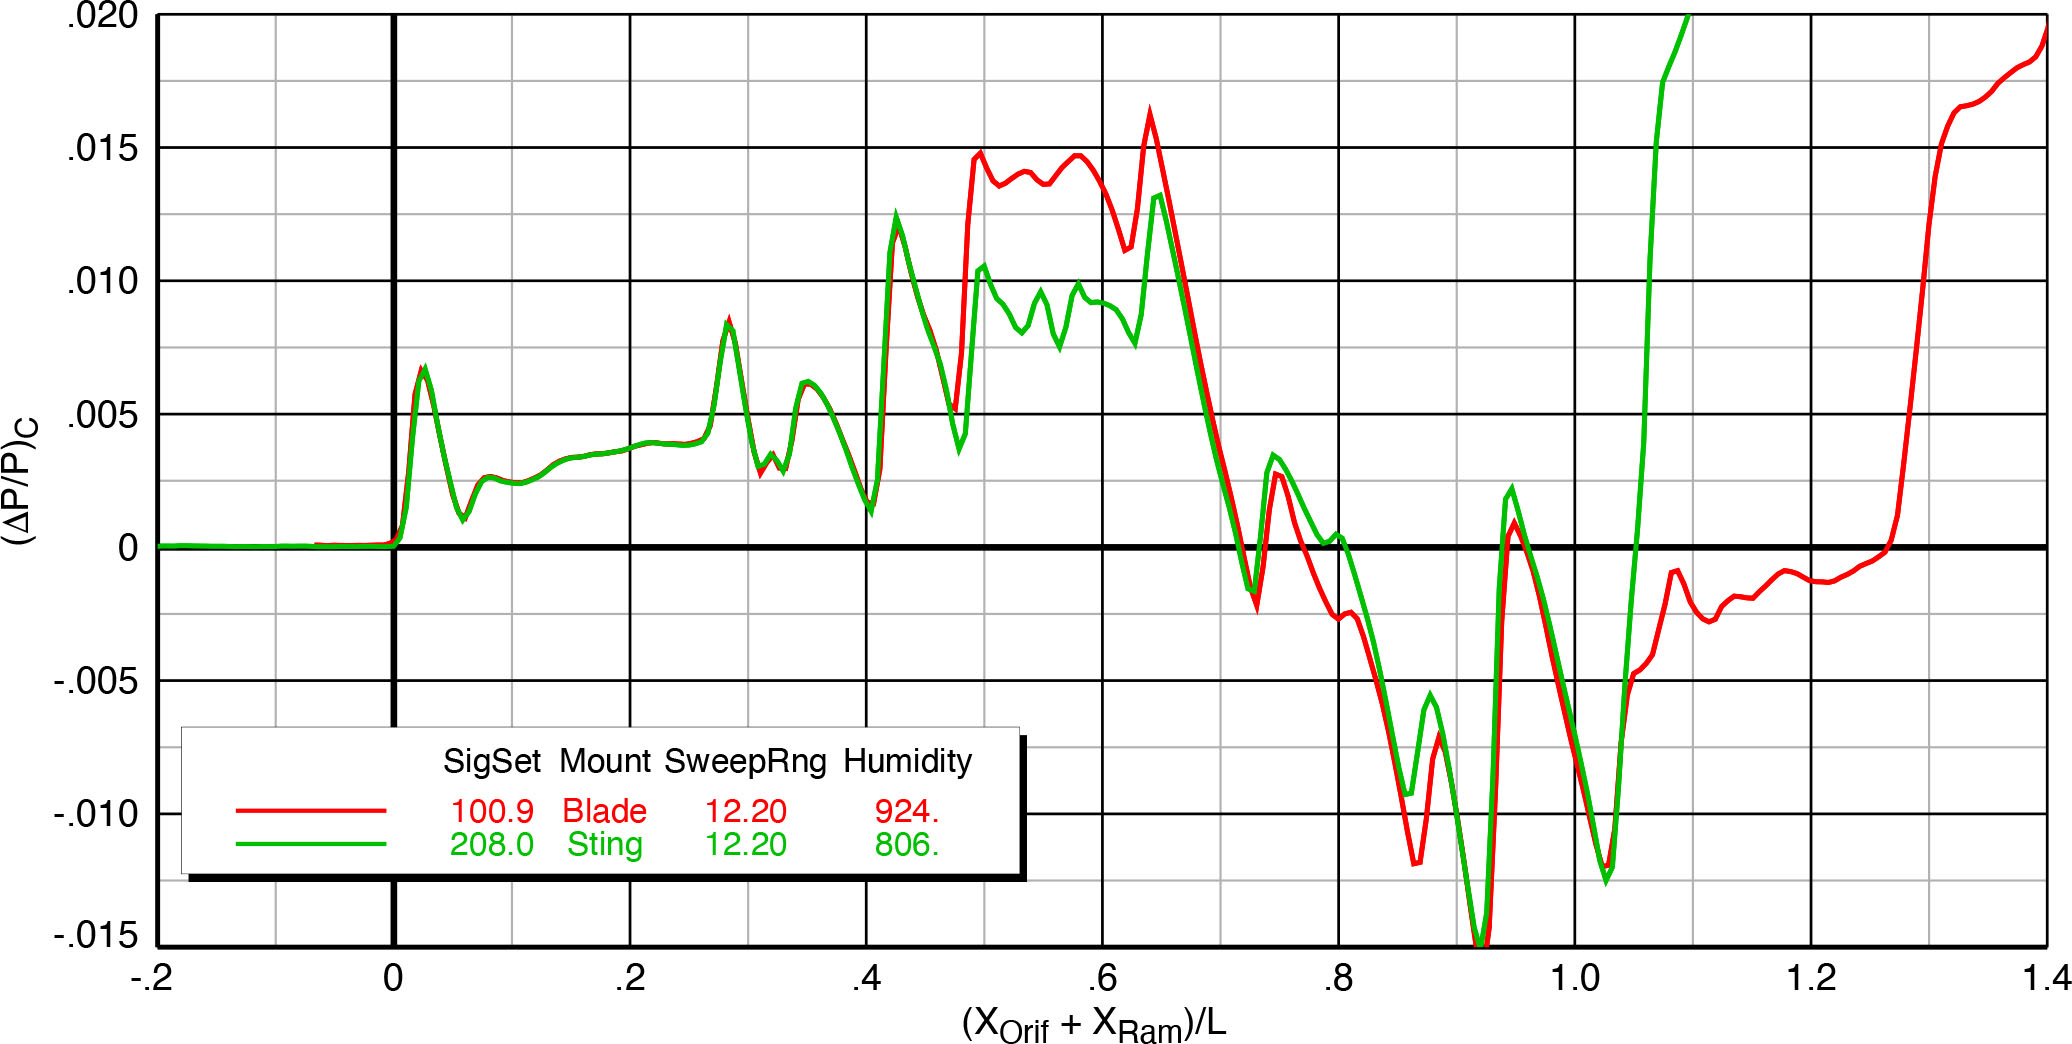 .020
.015
.010
.005
0
-.005
-.010
-.015
(ΔP/P)C
SigSet Mount SweepRng Humidity
100.9 Blade 12.20 924.
208.0 Sting 12.20 806.
-.2 0 .2 .4 .6 .8 1.0 1.2 1.4
(XOrif + XRam)/L